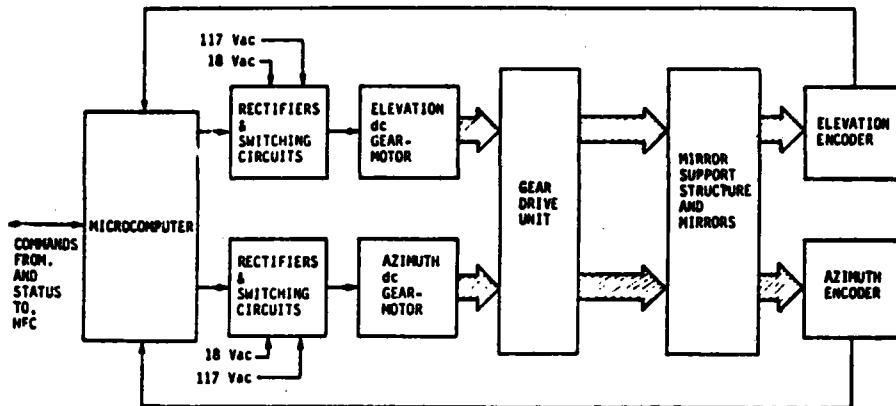 117 Vac
18 Vac
RECTIFIERS
&
SWITCHING
CIRCUITS
ELEVATION
dc
GEAR-
MOTOR
ELEVATION
ENCODER
MICROCOMPUTER
GEAR
DRIVE
UNIT
MIRROR
SUPPORT
STRUCTURE
AND
MIRRORS
COMMANDS
FROM.
AND
STATUS
TO.
HFC
RECTIFIERS
&
SWITCHING
CIRCUITS
AZIMUTH
dc
GEAR-
MOTOR
AZIMUTH
ENCODER
18 Vac
117 Vac